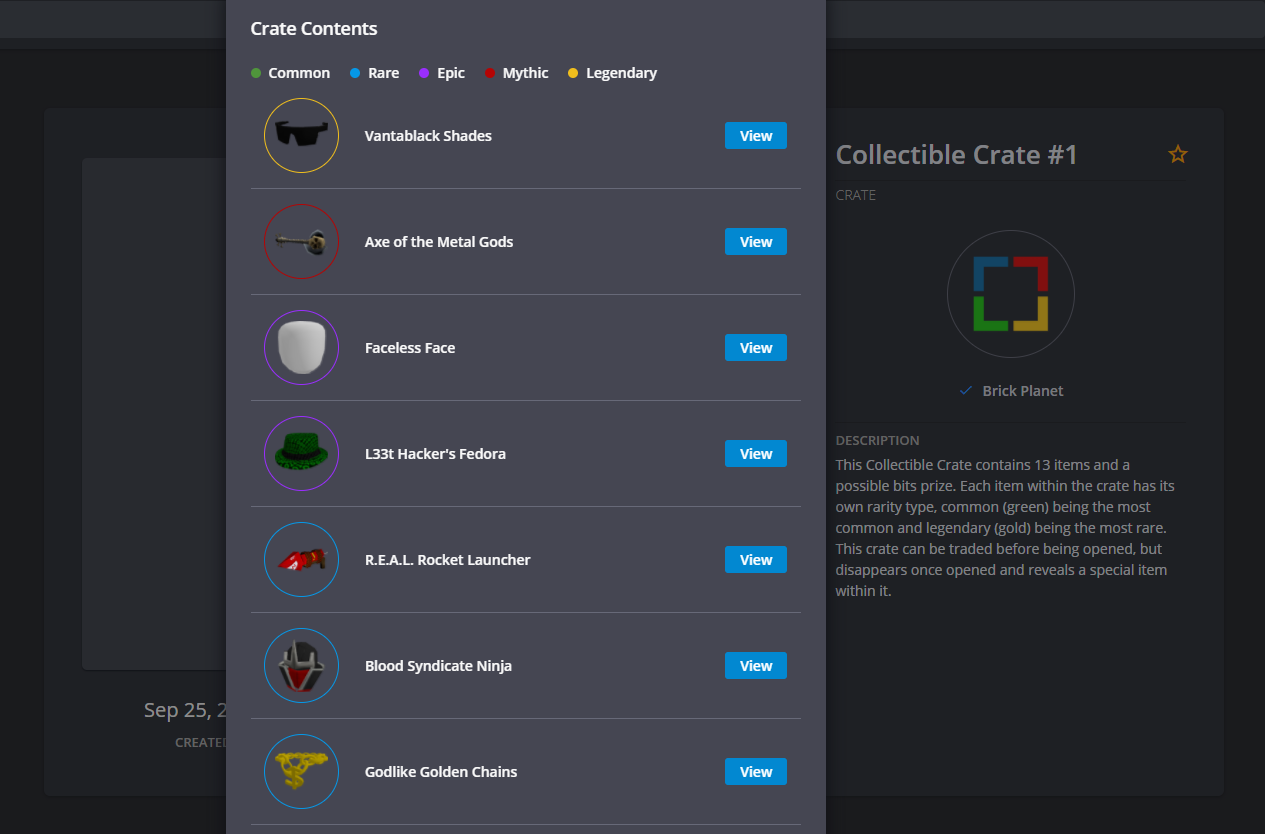 Crate Contents
Common Rare Epic Mythic Legendary
Vantablack Shades View
Axe of the Metal Gods View
Faceless Face View
L33t Hacker's Fedora View
R.E.A.L. Rocket Launcher View
Blood Syndicate Ninja View
Godlike Golden Chains View
Sep 25, 2
CREATED
Collectible Crate #1
CRATE
Brick Planet
DESCRIPTION
This Collectible Crate contains 13 items and a
possible bits prize. Each item within the crate has its
own rarity type, common (green) being the most
common and legendary (gold) being the most rare.
This crate can be traded before being opened, but
disappears once opened and reveals a special item
within it.